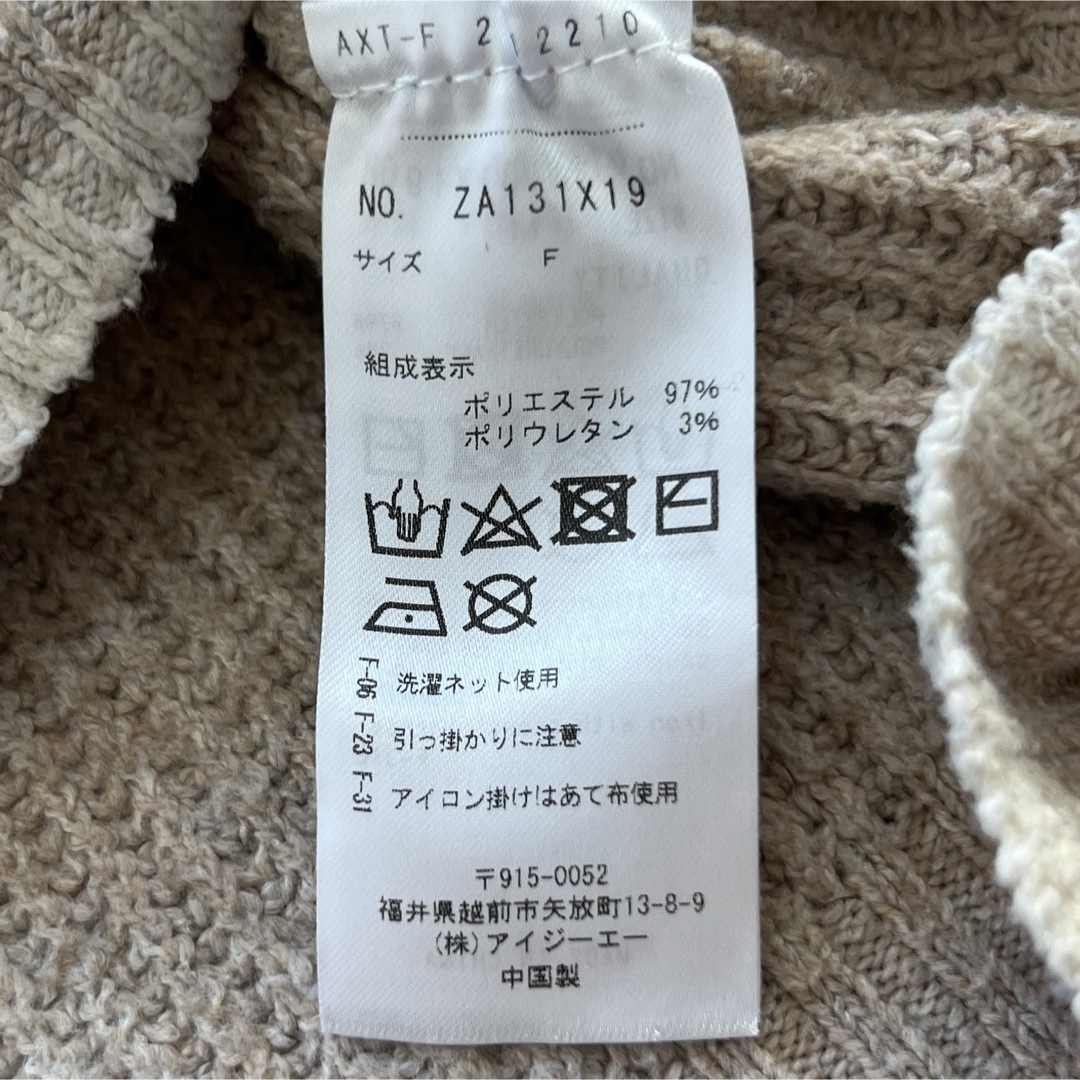 AXT-F 212210
NO. ZA131X19
サイズ F
組成表示
ポリエステル 97%
ポリウレタン 3%
F-06 洗濯ネット使用
F-23 引っ掛かりに注意
F-31 アイロン掛けはあて布使用
〒915-0052
福井県越前市矢放町13-8-9
(株)アイジーエー
中国製